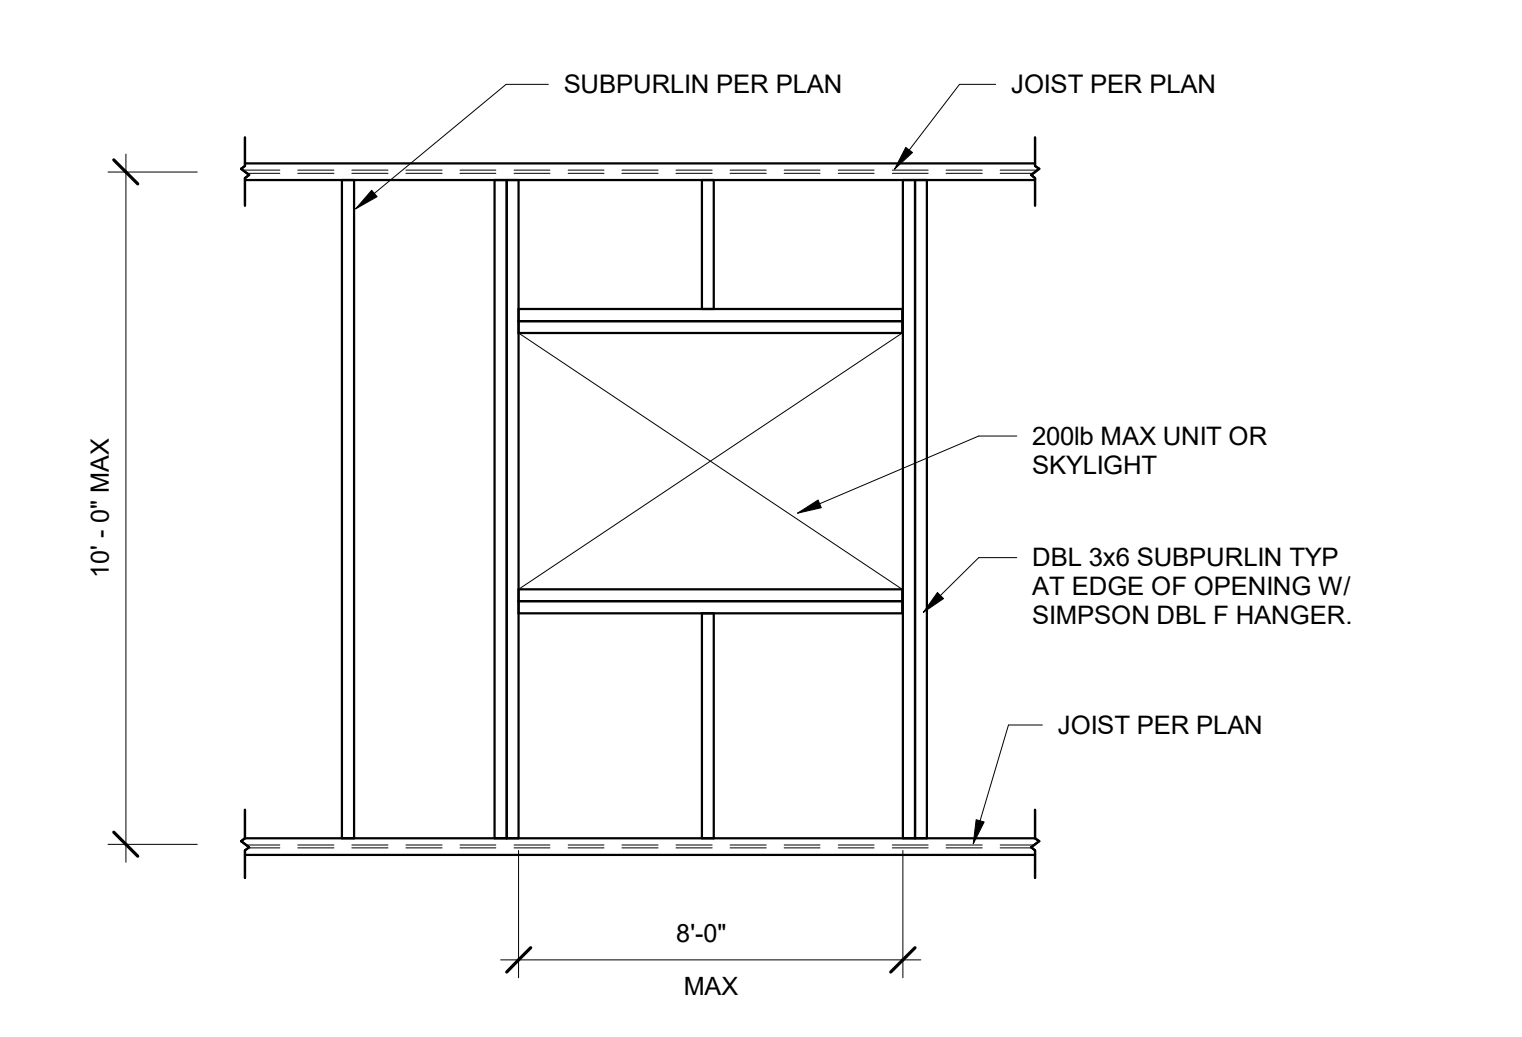 SUBPURLIN PER PLAN
JOIST PER PLAN
10' - 0" MAX
200lb MAX UNIT OR
SKYLIGHT
DBL 3x6 SUBPURLIN TYP
AT EDGE OF OPENING W/
SIMPSON DBL F HANGER.
JOIST PER PLAN
8'-0"
MAX